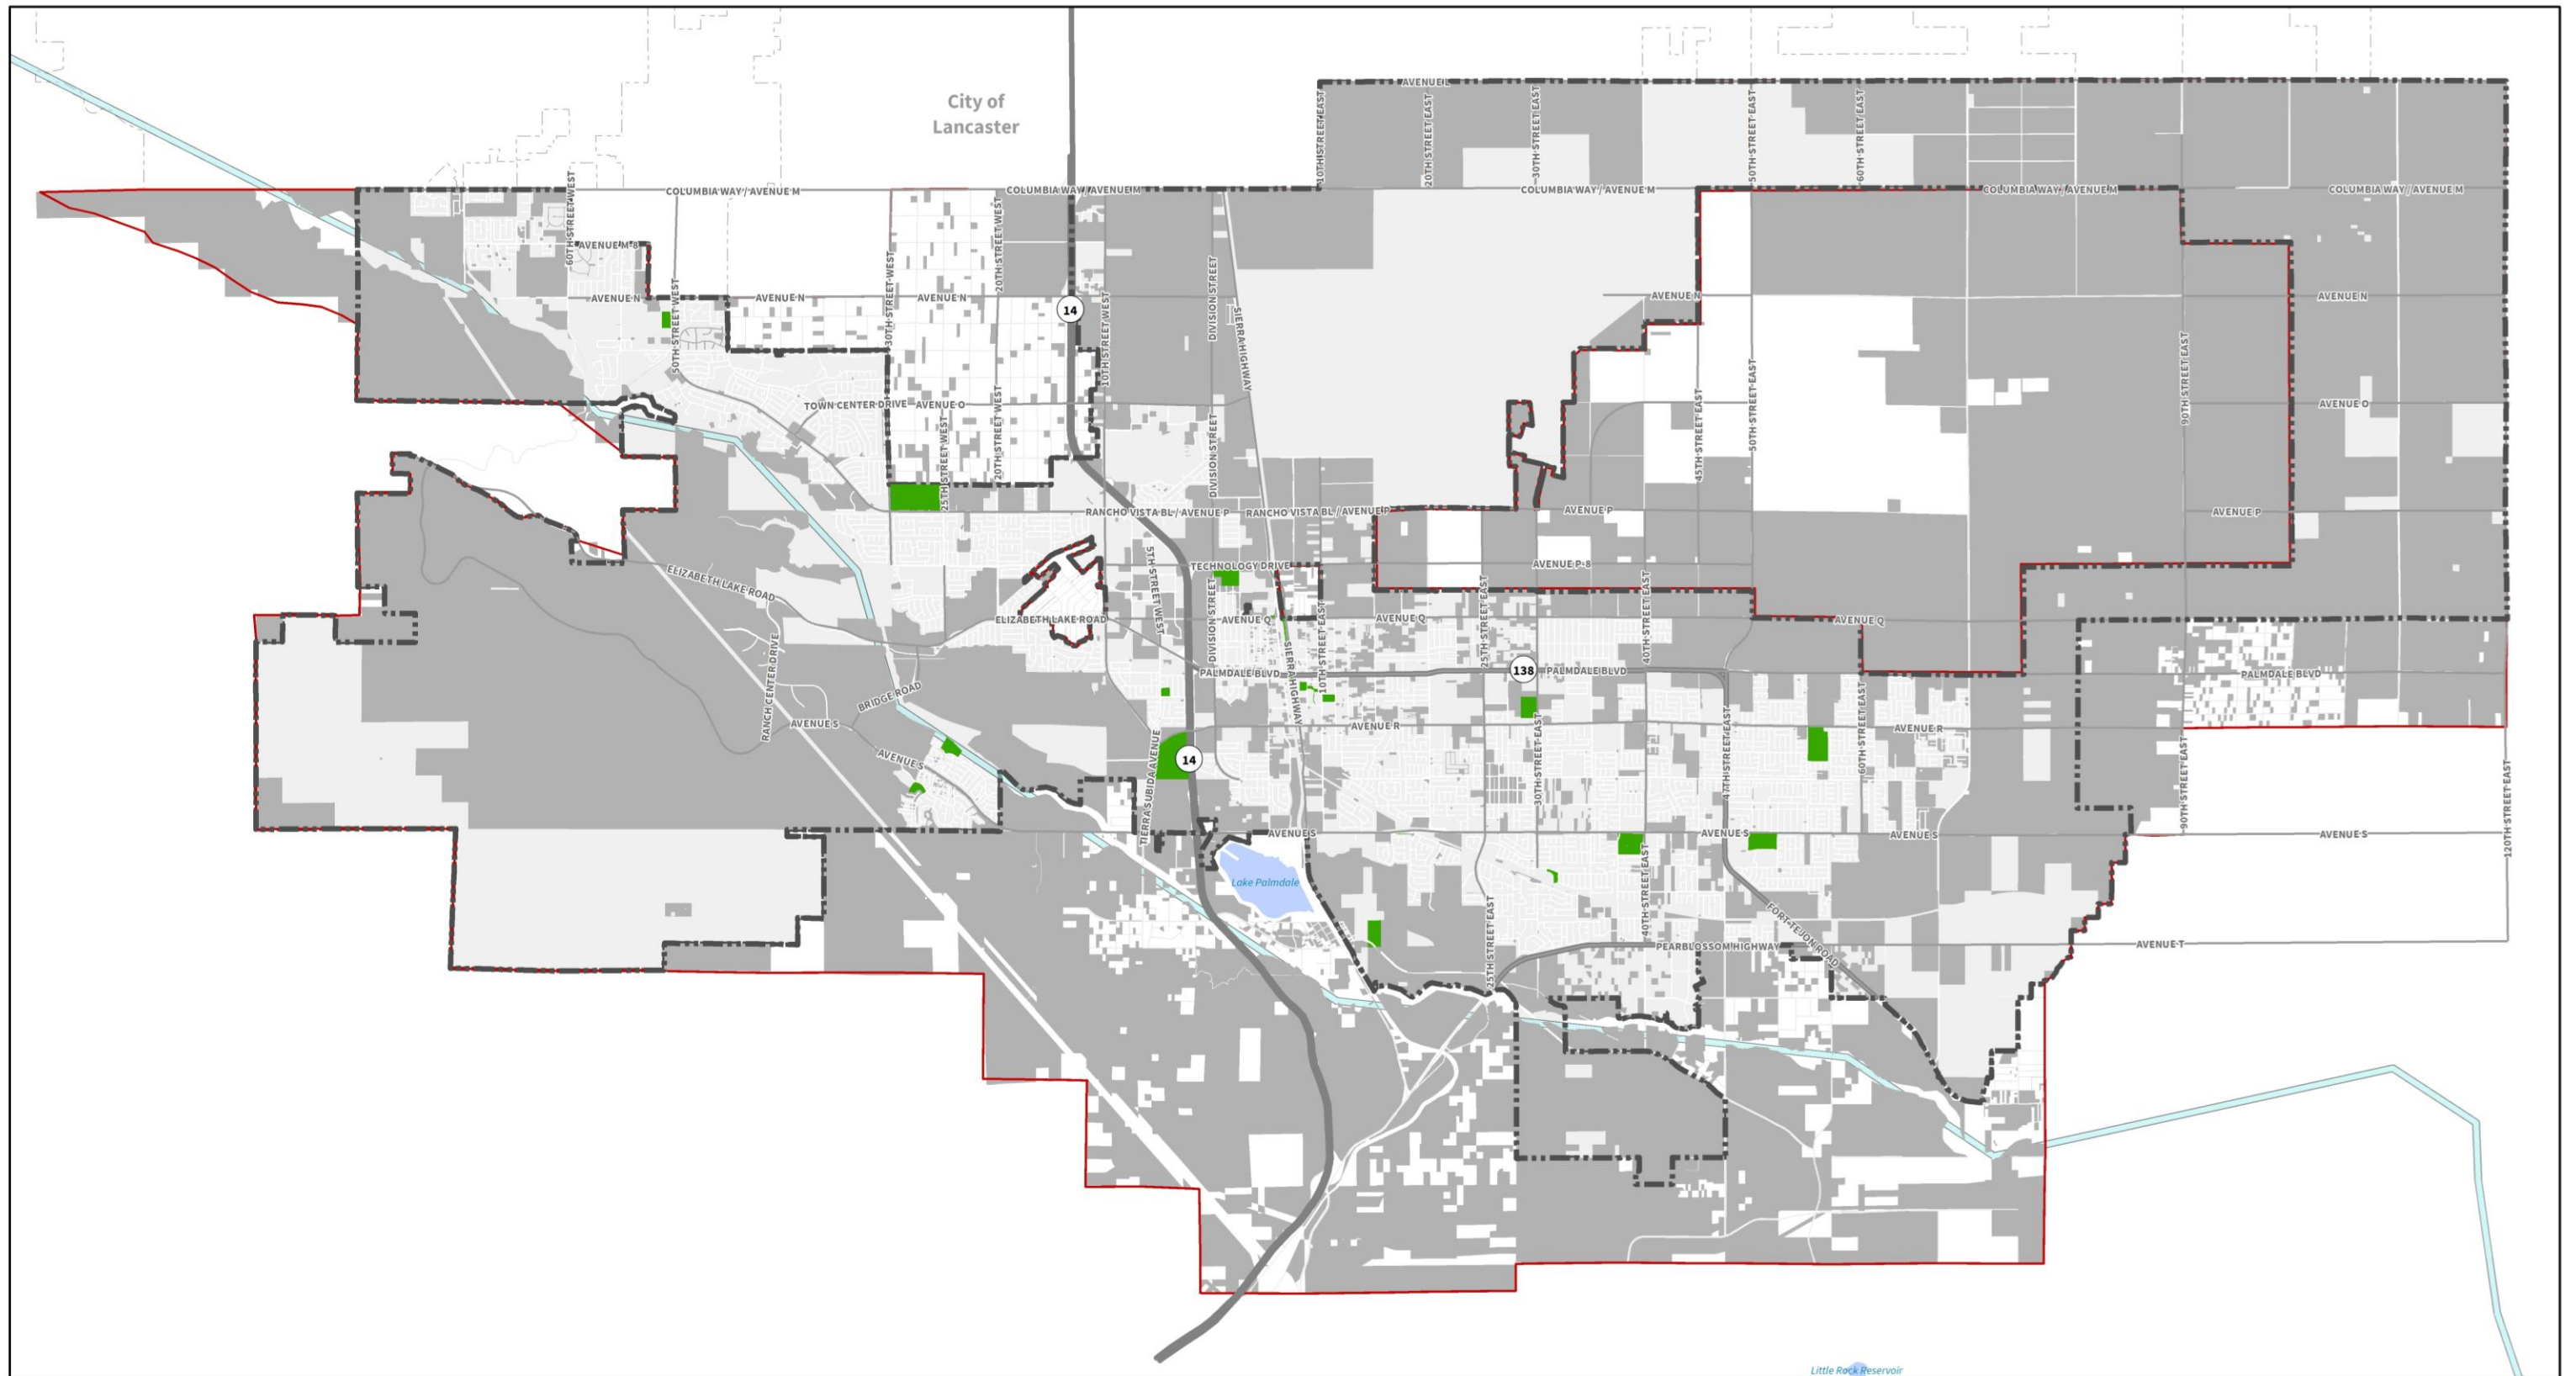 AVENUE L
City of
Lancaster
10TH STREET EAST
20TH STREET EAST
30TH STREET EAST
50TH STREET EAST
60TH STREET EAST
COLUMBIA WAY / AVENUE M
COLUMBIA WAY / AVENUE M
COLUMBIA WAY / AVENUE M
COLUMBIA WAY / AVENUE M
COLUMBIA WAY / AVENUE M
60TH STREET WEST
AVENUE M-8
20TH STREET WEST
30TH STREET WEST
50TH STREET WEST
AVENUE N
AVENUE N
AVENUE N
14
10TH STREET WEST
DIVISION STREET
SIERRA HIGHWAY
AVENUE N
AVENUE N
90TH STREET EAST
50TH STREET EAST
45TH STREET EAST
TOWN CENTER DRIVE
AVENUE O
AVENUE O
25TH STREET WEST
20TH STREET WEST
DIVISION STREET
RANCHO VISTA BL / AVENUE P
RANCHO VISTA BL / AVENUE P
AVENUE P
AVENUE P
5TH STREET WEST
TECHNOLOGY DRIVE
AVENUE P-8
ELIZABETH LAKE ROAD
DIVISION STREET
10TH STREET EAST
25TH STREET EAST
40TH STREET EAST
ELIZABETH LAKE ROAD
AVENUE Q
AVENUE Q
AVENUE Q
RANCH CENTER DRIVE
SIERRA HIGHWAY
PALMDALE BLVD
138
PALMDALE BLVD
PALMDALE BLVD
BRIDGE ROAD
60TH STREET EAST
AVENUE S
AVENUE R
AVENUE R
30TH STREET EAST
47TH STREET EAST
AVENUE S
TIERRA SUBIDA AVENUE
14
90TH STREET EAST
120TH STREET EAST
AVENUE S
AVENUE S
AVENUE S
AVENUE S
Lake Palmdale
40TH STREET EAST
25TH STREET EAST
FORT TEJON ROAD
PEARBLOSSOM HIGHWAY
AVENUE T
Little Rock Reservoir